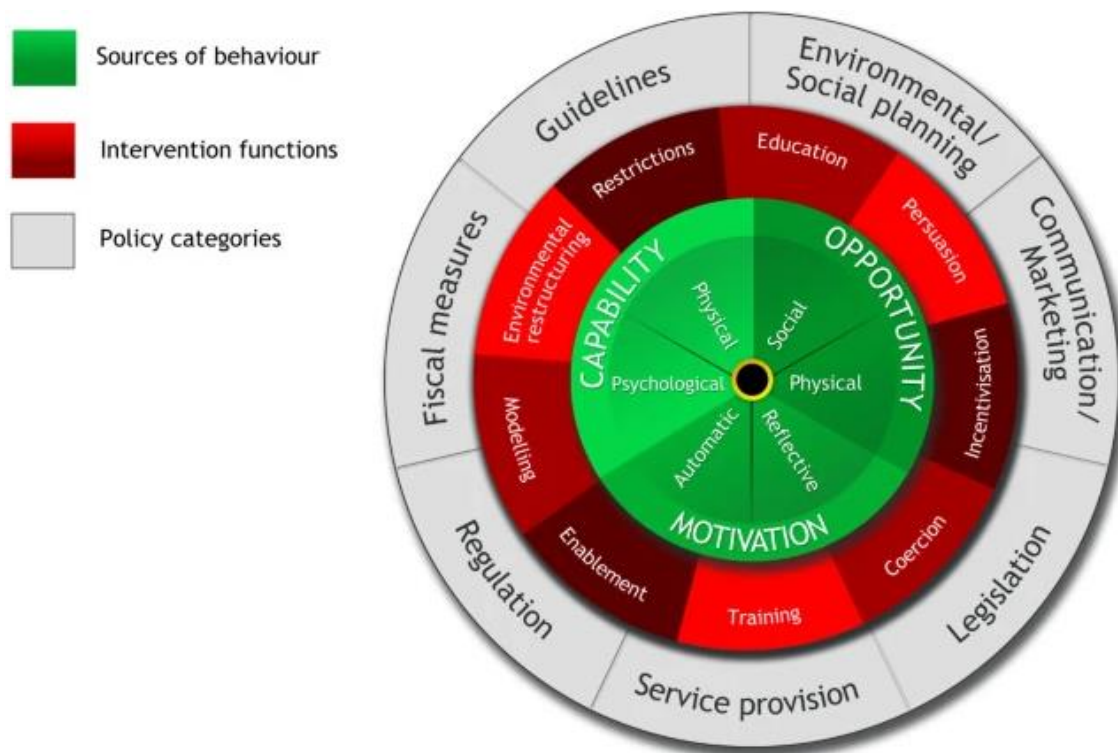 Sources of behaviour
Intervention functions
Policy categories
Guidelines
Environmental/
Social planning
Communication/
Marketing
Legislation
Service provision
Regulation
Fiscal measures
Restrictions
Education
Persuasion
Incentivisation
Coercion
Training
Enablement
Modelling
Environmental
restructuring
CAPABILITY
OPPORTUNITY
MOTIVATION
Physical
Social
Physical
Reflective
Automatic
Psychological